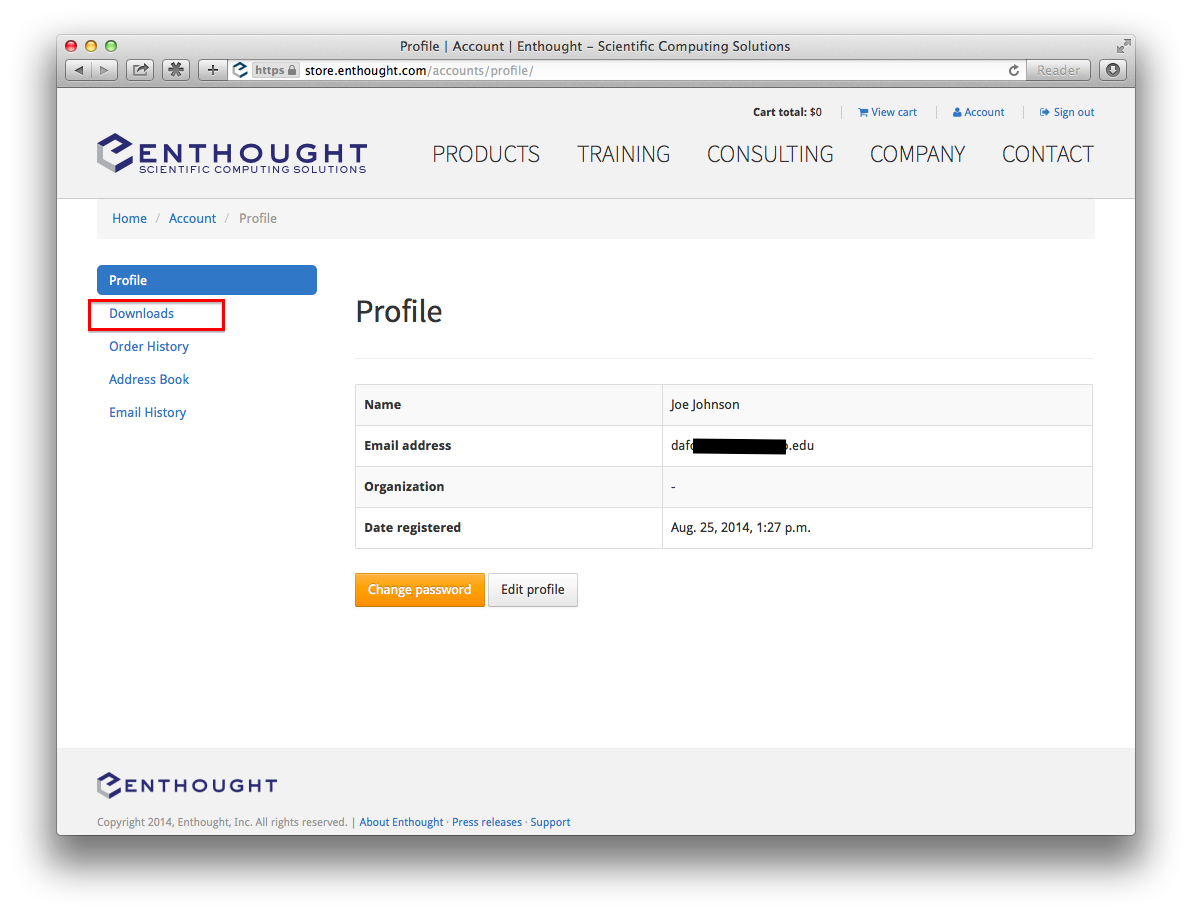 Profile | Account | Enthought – Scientific Computing Solutions
https store.enthought.com/accounts/profile/ Reader
Cart total: $0 View cart Account Sign out
ENTHOUGHT
SCIENTIFIC COMPUTING SOLUTIONS
PRODUCTS TRAINING CONSULTING COMPANY CONTACT
Home / Account / Profile
Profile
Downloads
Order History
Address Book
Email History
Profile
Name Joe Johnson
Email address .edu
Organization -
Date registered Aug. 25, 2014, 1:27 p.m.
Change password Edit profile
ENTHOUGHT
Copyright 2014, Enthought, Inc. All rights reserved. | About Enthought · Press releases · Support